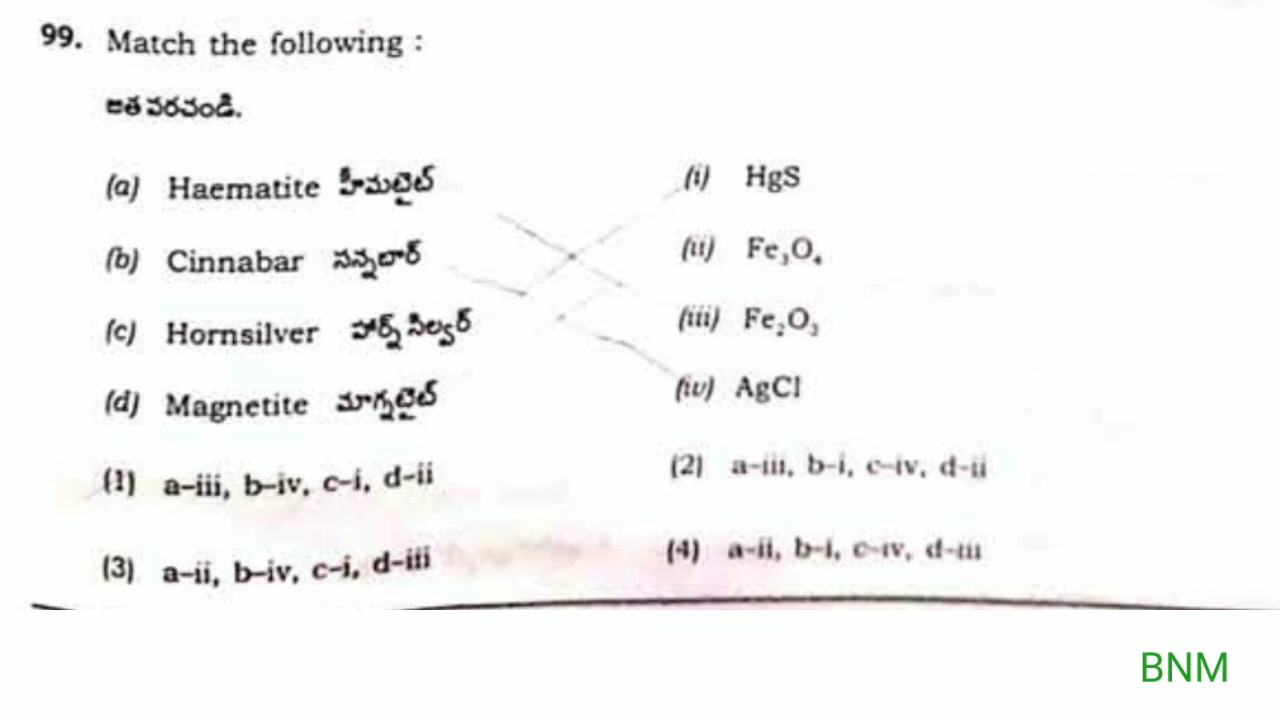 99. Match the following :
జత పరచండి.
(a) Haematite హీమటైట్
(i) HgS
(b) Cinnabar సిన్నబార్
(ii) Fe₃O₄
(c) Hornsilver హార్న్ సిల్వర్
(iii) Fe₂O₃
(d) Magnetite మాగ్నటైట్
(iv) AgCl
(1) a–iii, b–iv, c–i, d–ii
(2) a–iii, b–i, c–iv, d–ii
(3) a–ii, b–iv, c–i, d–iii
(4) a–ii, b–i, c–iv, d–iii
BNM